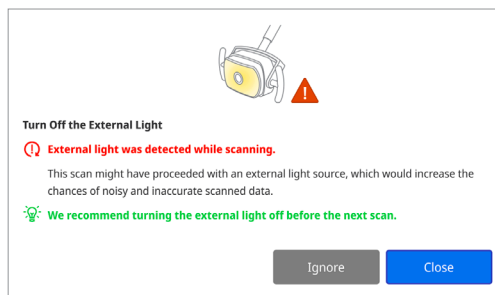 Turn Off the External Light
External light was detected while scanning.
This scan might have proceeded with an external light source, which would increase the
chances of noisy and inaccurate scanned data.
We recommend turning the external light off before the next scan.
Ignore
Close